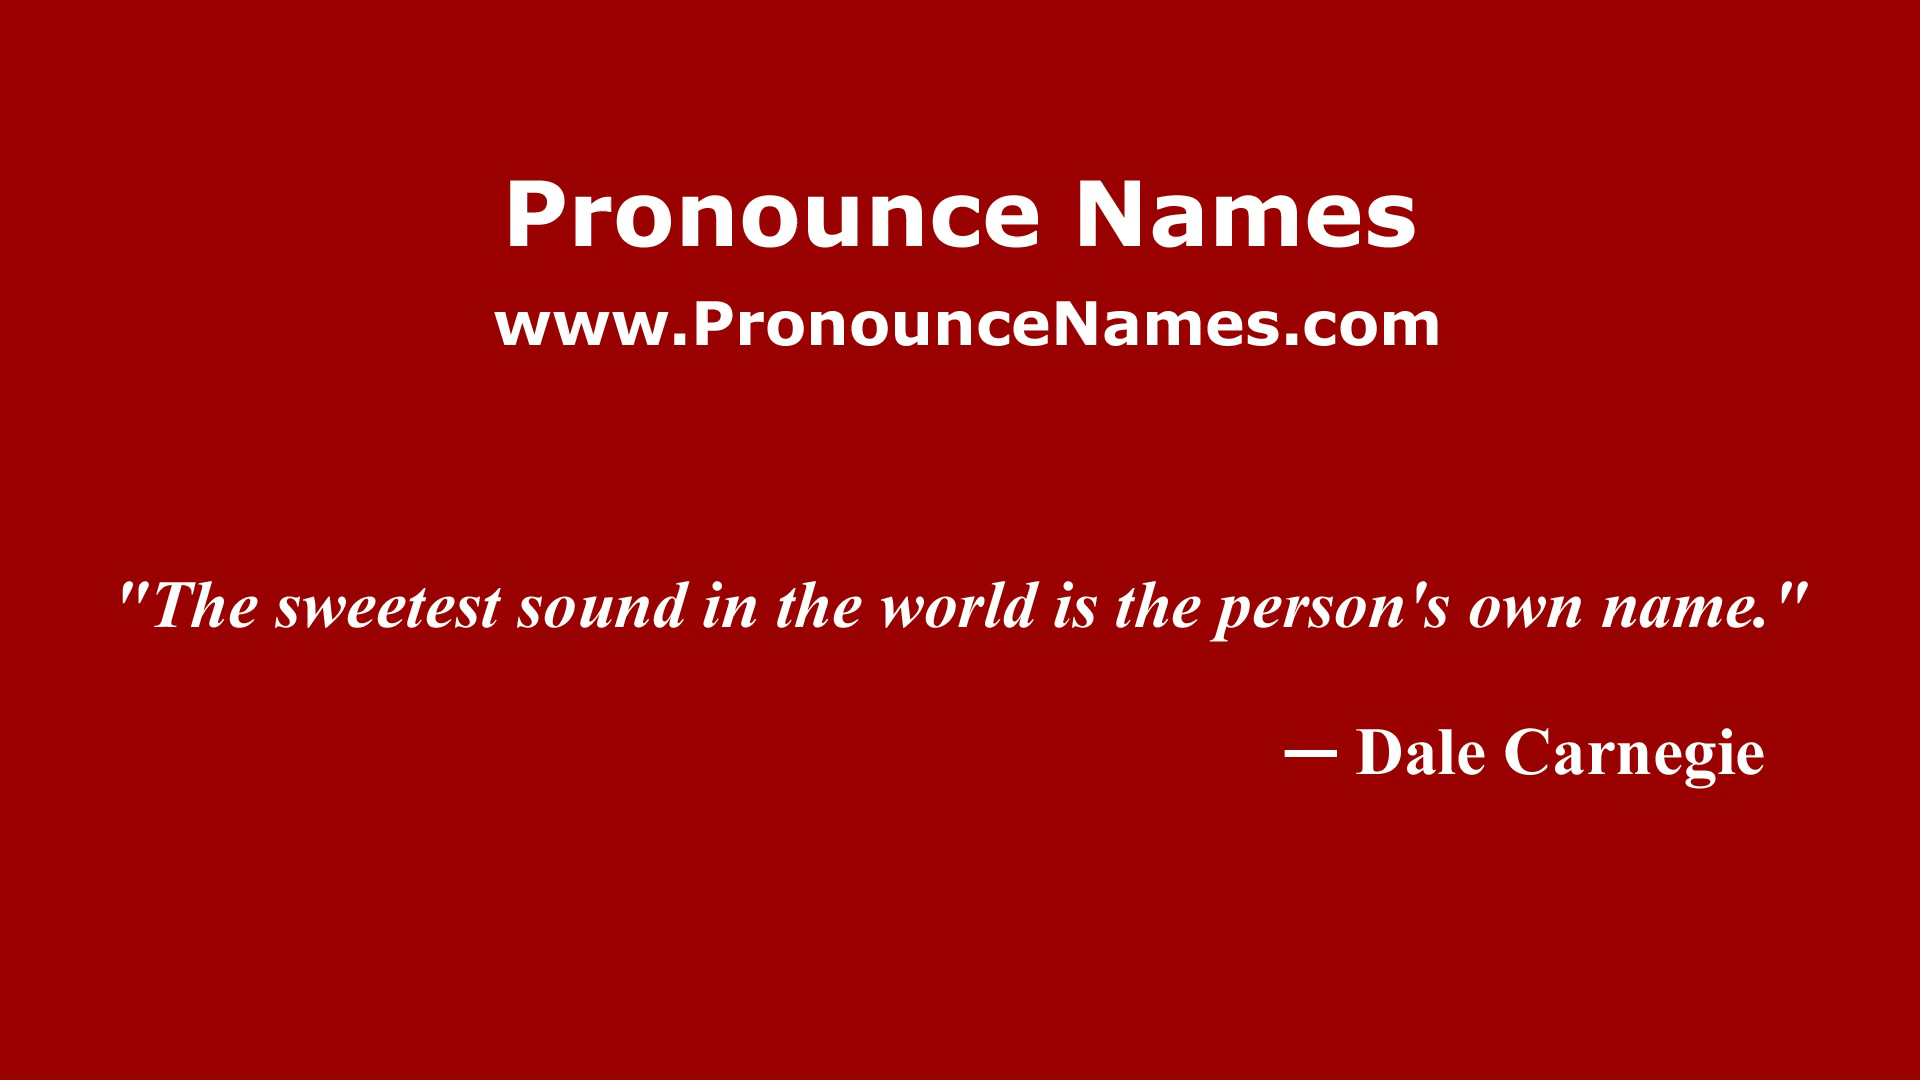 Pronounce Names
www.PronounceNames.com
"The sweetest sound in the world is the person's own name."
— Dale Carnegie